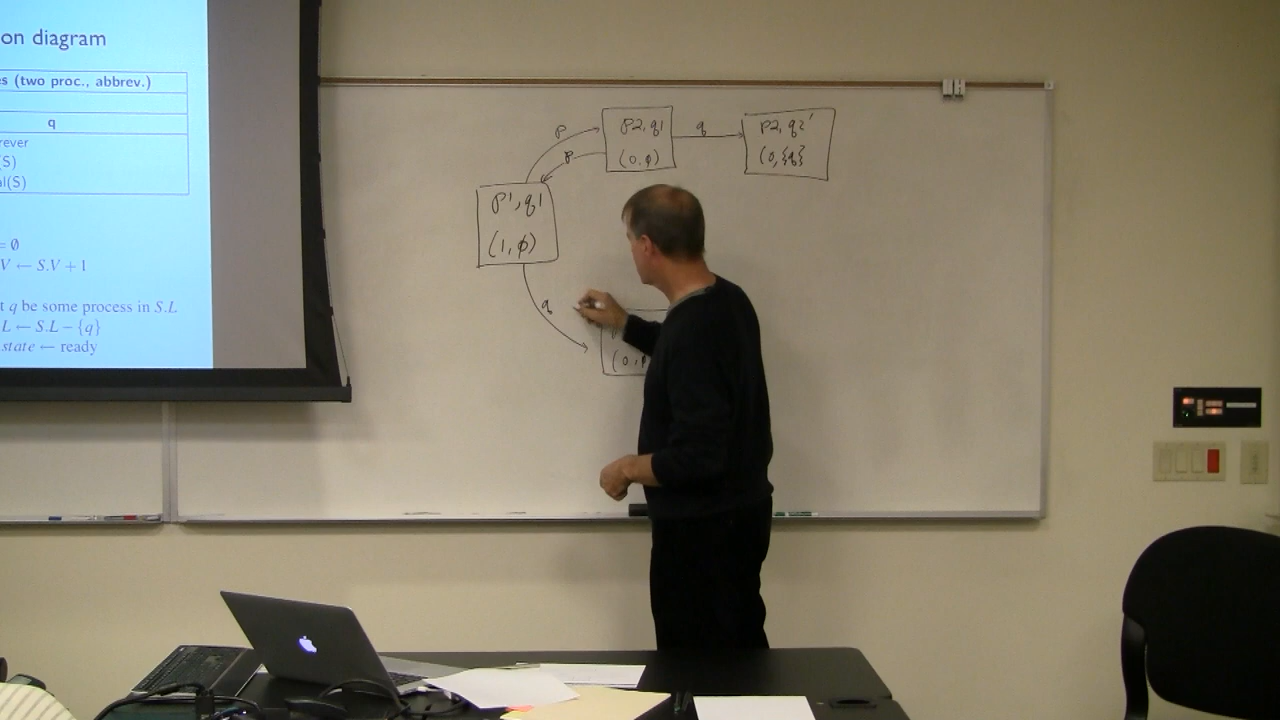 on diagram
es (two proc., abbrev.)
q
rever
(S)
al(S)
= ∅
V ← S.V + 1
t q be some process in S.L
L ← S.L − {q}
state ← ready
p
p
p2, q1
(0, ϕ)
q
p2, q2'
(0, {q}
p1, q1
(1, ϕ)
q
(0, ϕ